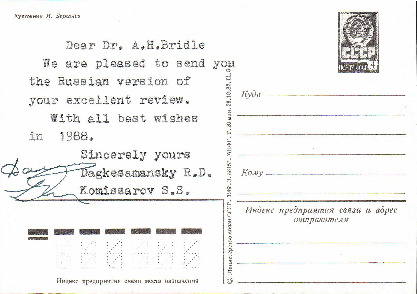 Художник И. Держпils
Dear Dr. A.H.Bridle
We are pleased to send you
the Russian version of
your excellent review.
With all best wishes
in 1988.
Sincerely yours
Dagkesamansky R.D.
Komissarov S.S.
СССР
Куда
Кому
Индекс предприятия связи и адрес
отправителя
Индекс предприятия связи места назначения